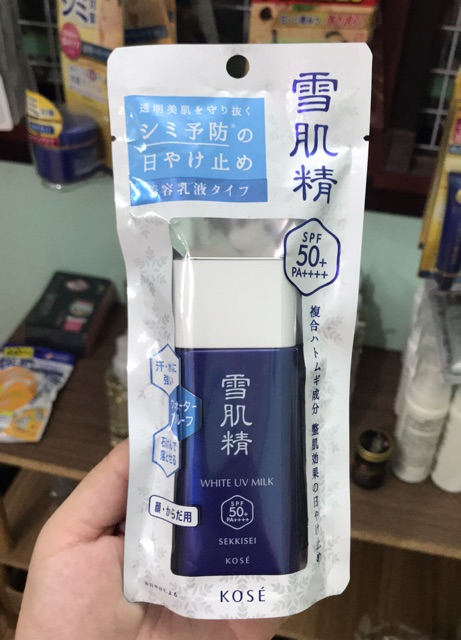 透明美肌を守り抜く
シミ予防※の
日やけ止め
美容乳液タイプ
雪肌精
SPF
50+
PA++++
複合ハトムギ成分 整肌効果の日やけ止め
汗・水に
強い
ウォーター
プルーフ
石けんで
落とせる
顔・からだ用
雪肌精
WHITE UV MILK
SPF
50+
PA++++
SEKKISEI
KOSÉ
KOSÉ